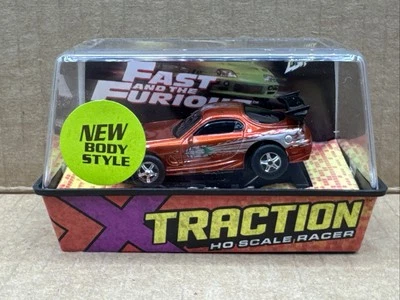 FAST
AND THE
FURIOUS
NEW
BODY
STYLE
X TRACTION
HO SCALE RACER